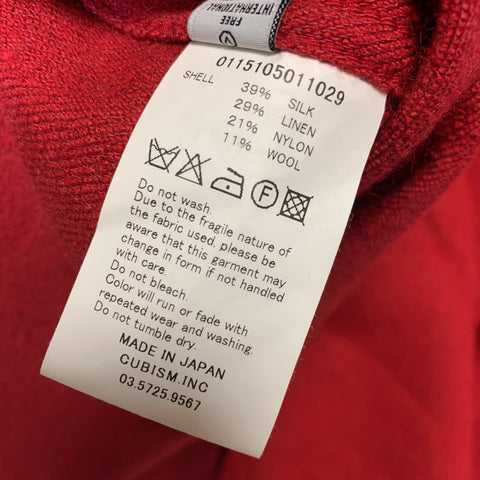 FREE
INTERNATIONAL
0115105011029
SHELL 39% SILK
29% LINEN
21% NYLON
11% WOOL
F
Do not wash.
Due to the fragile nature of
the fabric used, please be
aware that this garment may
change in form if not handled
with care.
Do not bleach.
Color will run or fade with
repeated wear and washing.
Do not tumble dry.
MADE IN JAPAN
CUBISM.INC
03.5725.9567